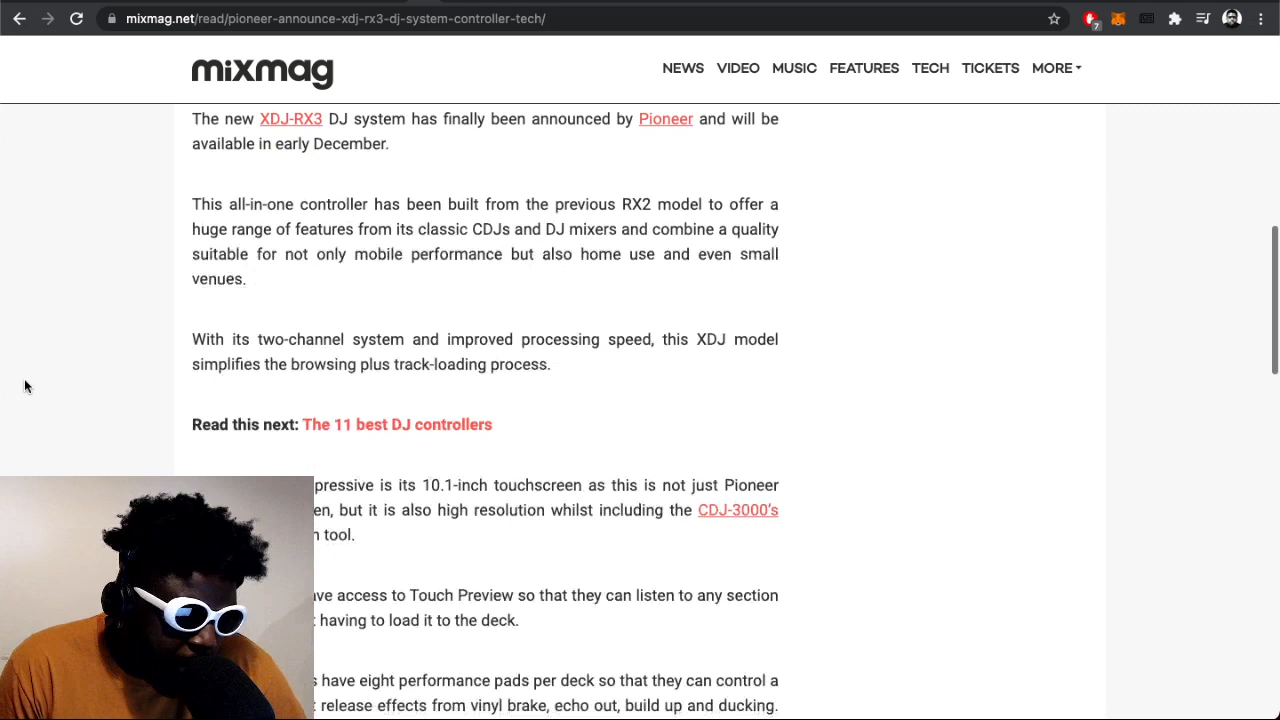 mixmag.net/read/pioneer-announce-xdj-rx3-dj-system-controller-tech/
7
mixmag
NEWS VIDEO MUSIC FEATURES TECH TICKETS MORE
The new XDJ-RX3 DJ system has finally been announced by Pioneer and will be
available in early December.
This all-in-one controller has been built from the previous RX2 model to offer a
huge range of features from its classic CDJs and DJ mixers and combine a quality
suitable for not only mobile performance but also home use and even small
venues.
With its two-channel system and improved processing speed, this XDJ model
simplifies the browsing plus track-loading process.
Read this next: The 11 best DJ controllers
is its 10.1-inch touchscreen as this is not just Pioneer
but it is also high resolution whilst including the CDJ-3000’s
tool.
access to Touch Preview so that they can listen to any section
having to load it to the deck.
have eight performance pads per deck so that they can control a
release effects from vinyl brake, echo out, build up and ducking.